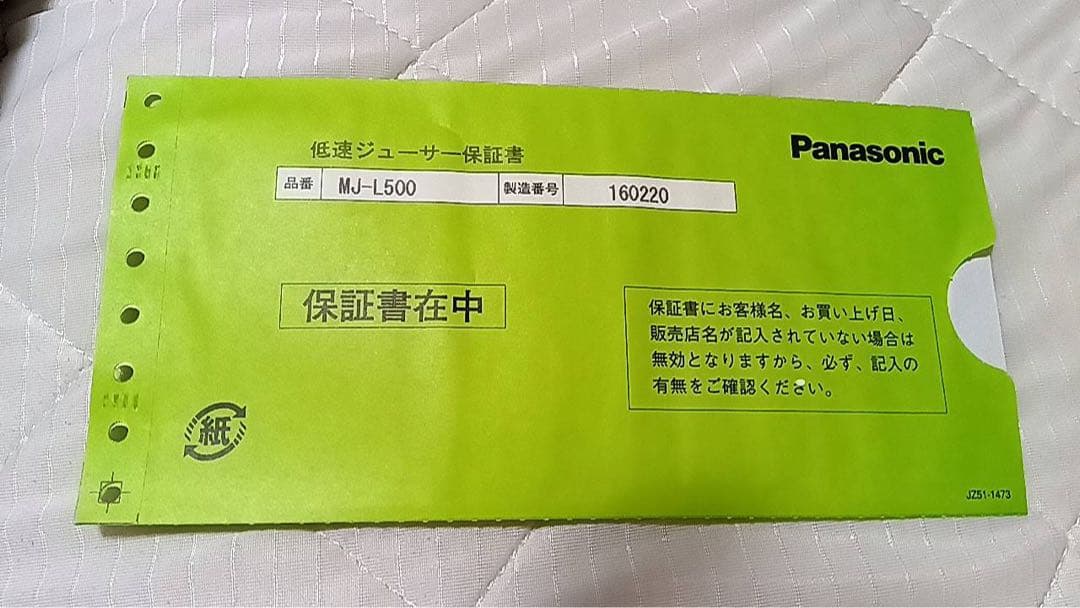 Panasonic
低速ジューサー保証書
品番 MJ-L500 製造番号 160220
保証書在中
保証書にお客様名、お買い上げ日、
販売店名が記入されていない場合は
無効となりますから、必ず、記入の
有無をご確認ください。
紙
JZ51-1473